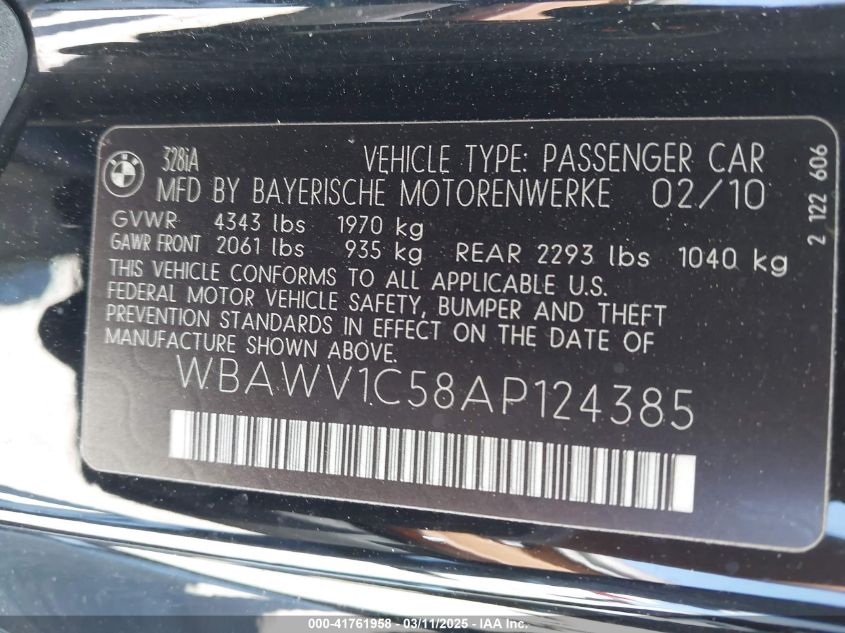 BMW
328iA
VEHICLE TYPE: PASSENGER CAR
MFD BY BAYERISCHE MOTORENWERKE 02/10
GVWR 4343 lbs 1970 kg
GAWR FRONT 2061 lbs 935 kg REAR 2293 lbs 1040 kg
THIS VEHICLE CONFORMS TO ALL APPLICABLE U.S.
FEDERAL MOTOR VEHICLE SAFETY, BUMPER AND THEFT
PREVENTION STANDARDS IN EFFECT ON THE DATE OF
MANUFACTURE SHOWN ABOVE.
WBAWV1C58AP124385
2 122 606
000-41761958 - 03/11/2025 - IAA Inc.